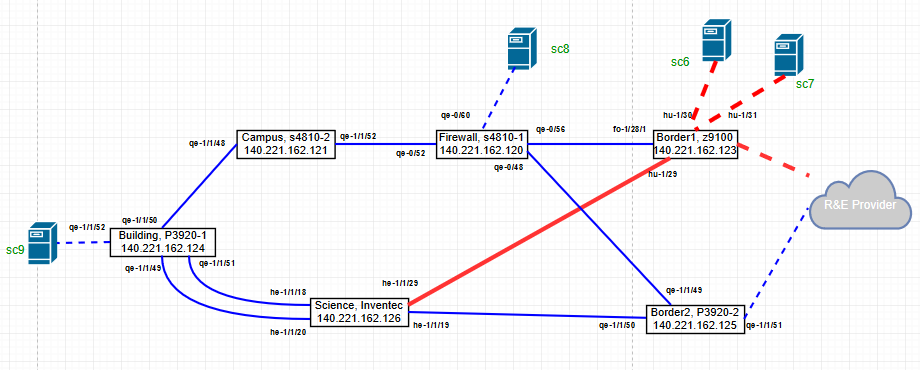 sc8
sc6
sc7
qe-0/60
hu-1/30
hu-1/31
qe-1/1/48
Campus, s4810-2
140.221.162.121
qe-1/1/52
qe-0/52
Firewall, s4810-1
140.221.162.120
qe-0/56
qe-0/48
fo-1/28/1
Border1, z9100
140.221.162.123
hu-1/29
R&E Provider
qe-1/1/50
qe-1/1/52
sc9
Building, P3920-1
140.221.162.124
qe-1/1/49
qe-1/1/51
he-1/1/18
he-1/1/29
Science, Inventec
140.221.162.126
he-1/1/20
he-1/1/19
qe-1/1/49
qe-1/1/50
Border2, P3920-2
140.221.162.125
qe-1/1/51